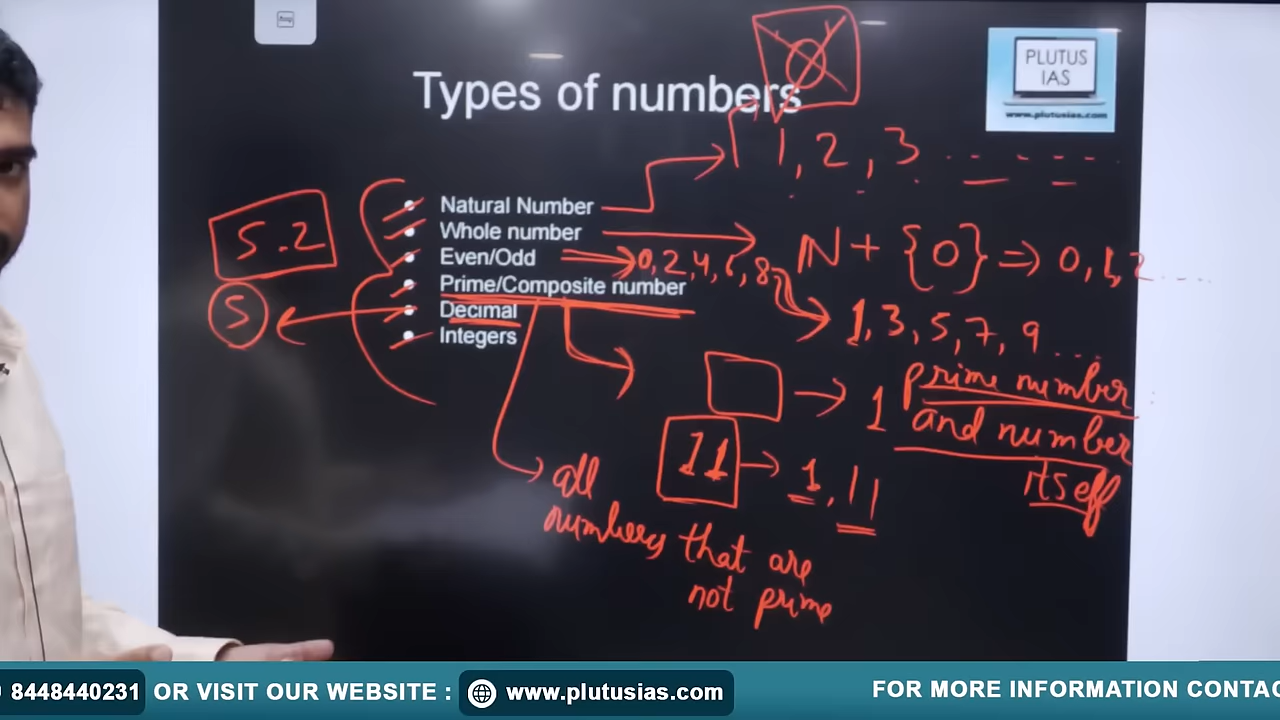 Types of numbers
PLUTUS
IAS
www.plutusias.com
1, 2, 3 . . . . . .
• Natural Number
• Whole number
• Even/Odd
• Prime/Composite number
• Decimal
• Integers
5.2
5
N + {0} ⇒ 0, 1, 2 . . . .
0, 2, 4, 6, 8
1, 3, 5, 7, 9 . . .
1 prime number
and number
itself
11 → 1, 11
all
numbers that are
not prime
8448440231 OR VISIT OUR WEBSITE : www.plutusias.com
FOR MORE INFORMATION CONTAC